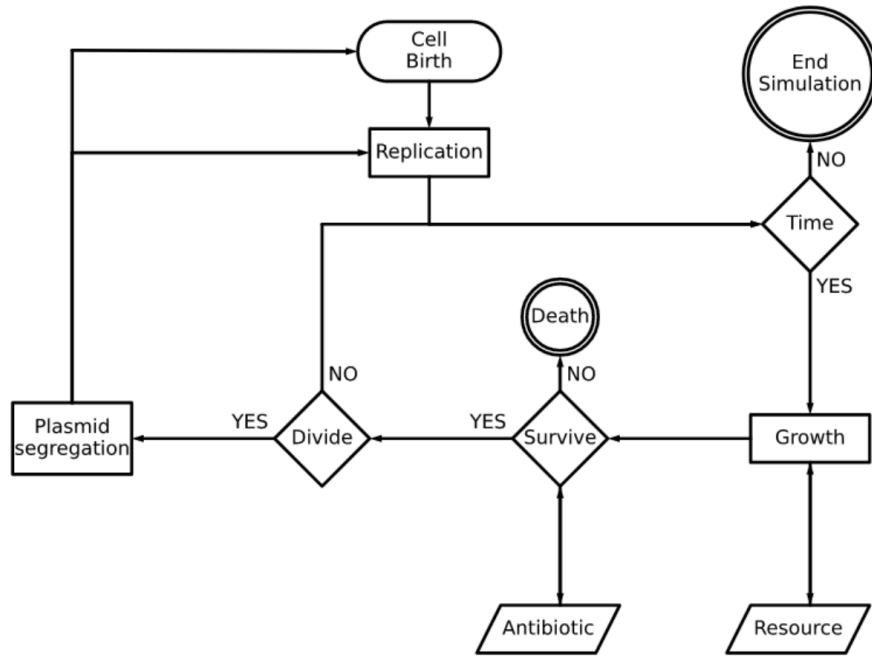 Cell
Birth
End
Simulation
Replication
NO
Time
YES
Death
NO
NO
Plasmid
segregation
YES
Divide
YES
Survive
Growth
Antibiotic
Resource